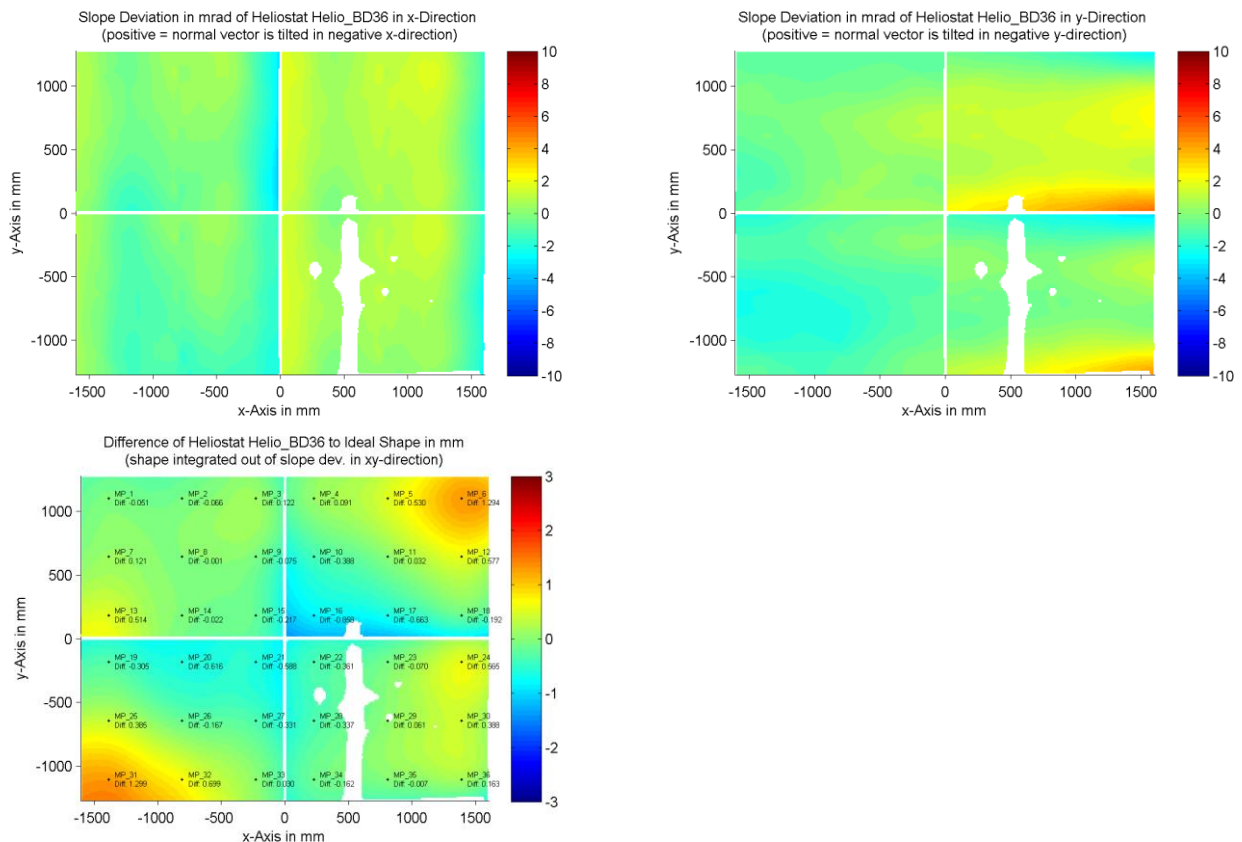 Slope Deviation in mrad of Heliostat Helio_BD36 in x-Direction
(positive = normal vector is tilted in negative x-direction)
y-Axis in mm
1000
500
0
-500
-1000
-1500 -1000 -500 0 500 1000 1500
x-Axis in mm
10
8
6
4
2
0
-2
-4
-6
-8
-10
Slope Deviation in mrad of Heliostat Helio_BD36 in y-Direction
(positive = normal vector is tilted in negative y-direction)
y-Axis in mm
1000
500
0
-500
-1000
-1500 -1000 -500 0 500 1000 1500
x-Axis in mm
10
8
6
4
2
0
-2
-4
-6
-8
-10
Difference of Heliostat Helio_BD36 to Ideal Shape in mm
(shape integrated out of slope dev. in xy-direction)
y-Axis in mm
1000
500
0
-500
-1000
MP_1 MP_2 MP_3 MP_4 MP_5 MP_6
Diff: -0.051 Diff: -0.066 Diff: 0.122 Diff: 0.091 Diff: 0.530 Diff: 1.294
MP_7 MP_8 MP_9 MP_10 MP_11 MP_12
Diff: 0.121 Diff: -0.001 Diff: -0.075 Diff: -0.388 Diff: 0.032 Diff: 0.577
MP_13 MP_14 MP_15 MP_16 MP_17 MP_18
Diff: 0.514 Diff: -0.022 Diff: -0.217 Diff: Diff: -0.663 Diff: -0.192
MP_19 MP_20 MP_21 MP_22 MP_23 MP_24
Diff: -0.305 Diff: -0.616 Diff: -0.588 Diff: -0.361 Diff: -0.070 Diff: 0.565
MP_25 MP_26 MP_27 MP_28 MP_29 MP_30
Diff: 0.385 Diff: -0.167 Diff: -0.331 Diff: -0.337 Diff: 0.061 Diff: 0.388
MP_31 MP_32 MP_33 MP_34 MP_35 MP_36
Diff: 1.299 Diff: 0.699 Diff: 0.030 Diff: -0.162 Diff: -0.007 Diff: 0.163
-1500 -1000 -500 0 500 1000 1500
x-Axis in mm
3
2
1
0
-1
-2
-3